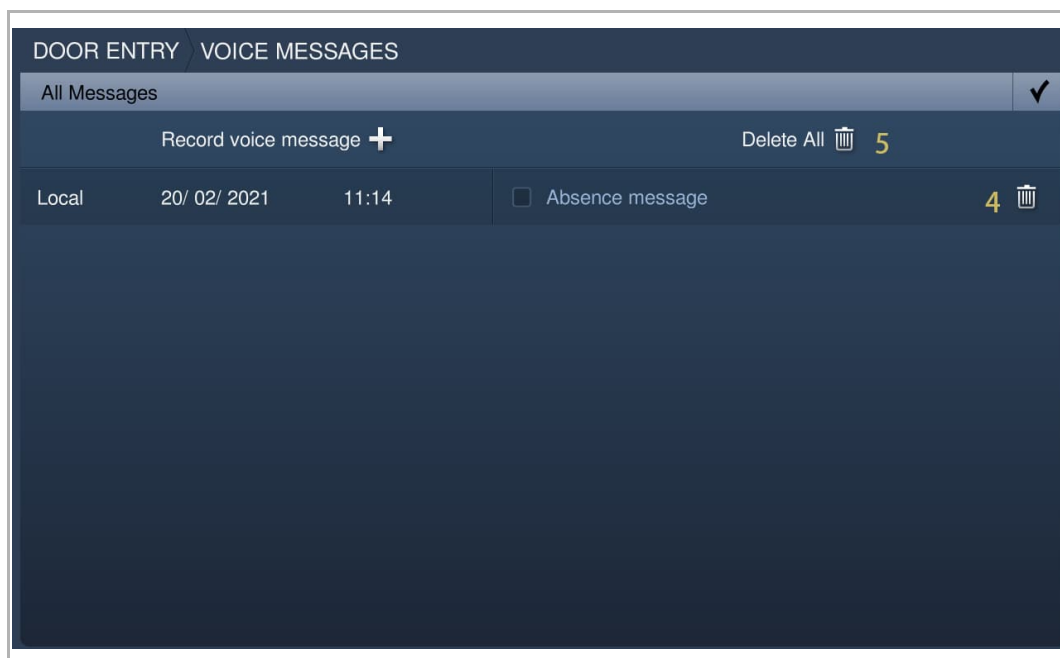 DOOR ENTRY VOICE MESSAGES
All Messages
Record voice message Delete All 5
Local 20/ 02/ 2021 11:14 Absence message 4